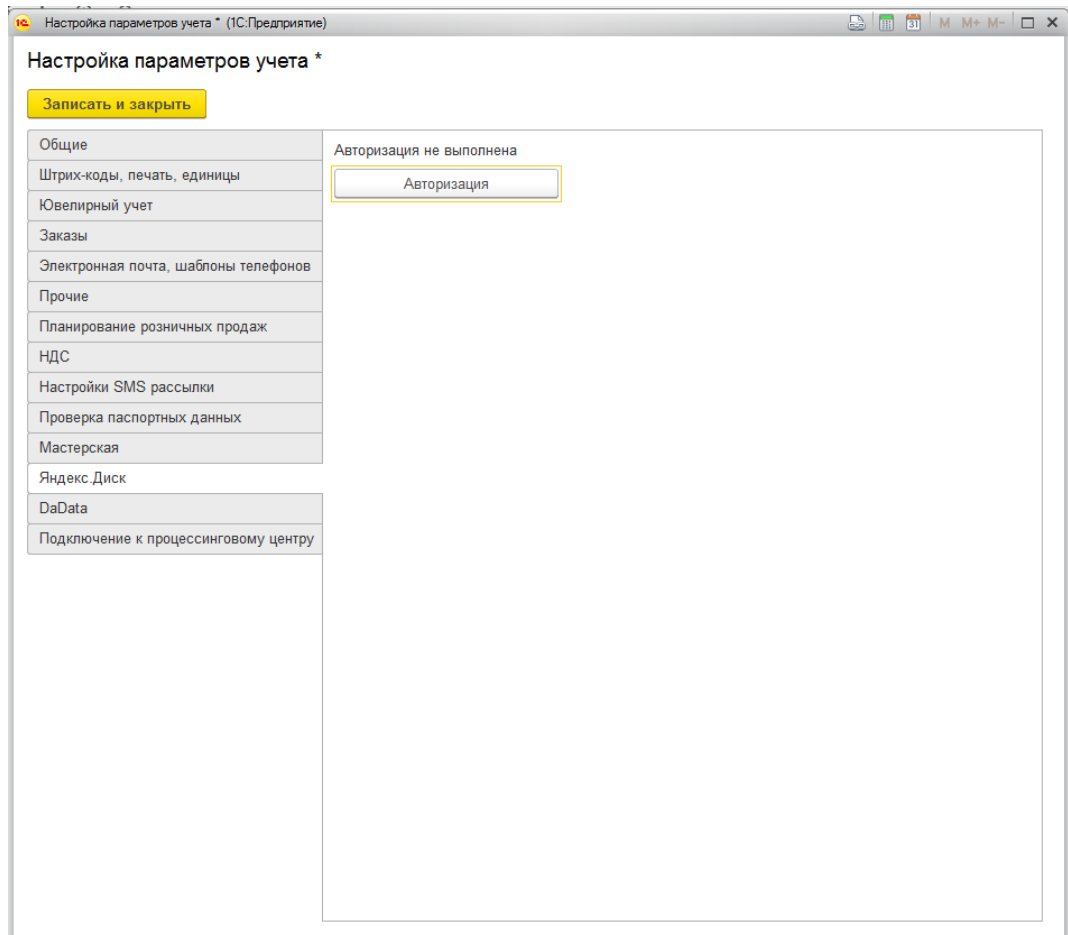 Настройка параметров учета * (1С:Предприятие)
31 M M+ M-
Настройка параметров учета *
Записать и закрыть
Общие
Штрих-коды, печать, единицы
Ювелирный учет
Заказы
Электронная почта, шаблоны телефонов
Прочие
Планирование розничных продаж
НДС
Настройки SMS рассылки
Проверка паспортных данных
Мастерская
Яндекс.Диск
DaData
Подключение к процессинговому центру
Авторизация не выполнена
Авторизация